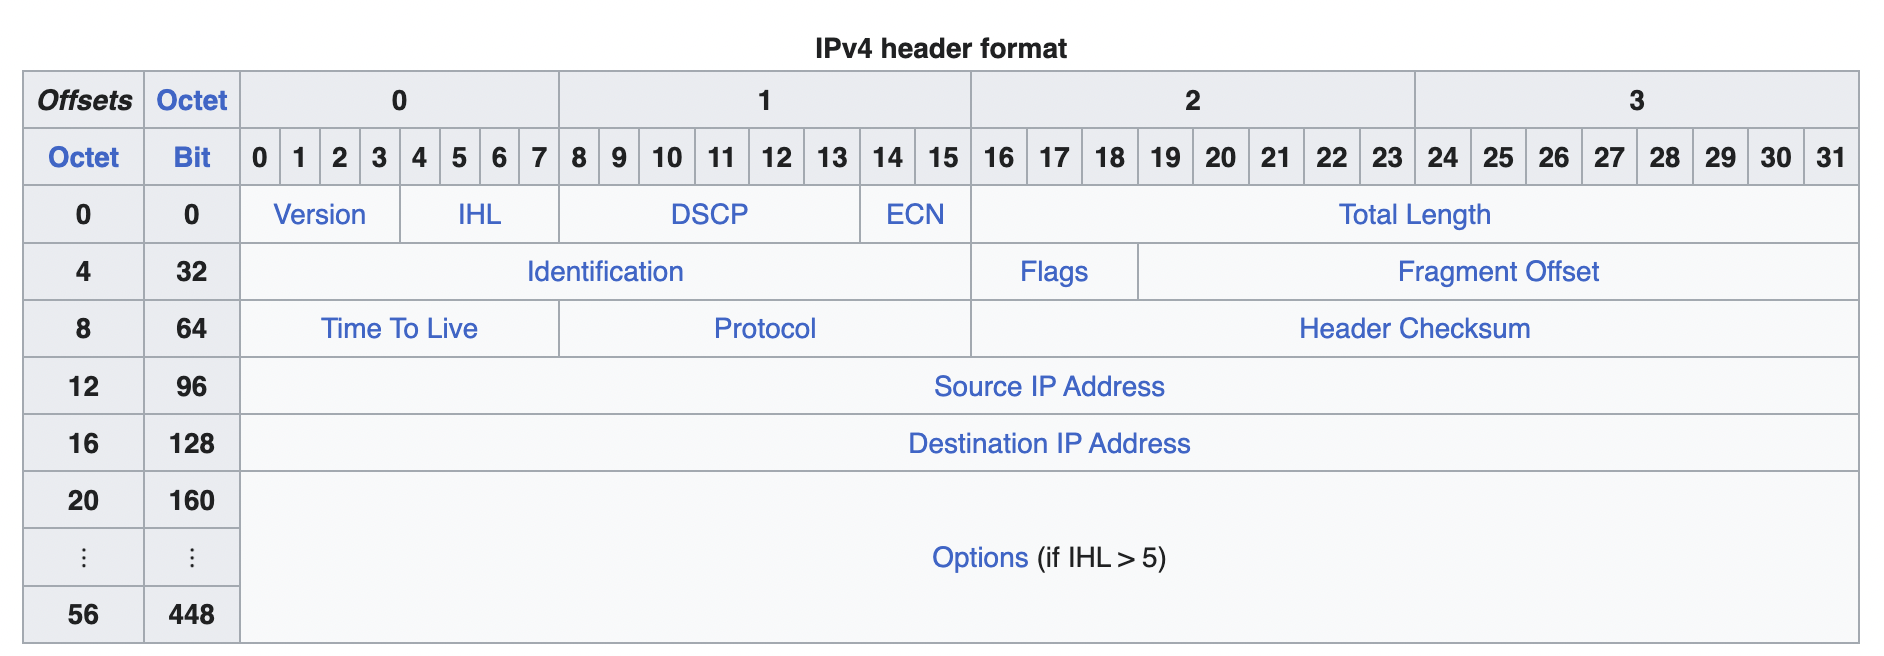 IPv4 header format
Offsets Octet 0 1 2 3
Octet Bit 0 1 2 3 4 5 6 7 8 9 10 11 12 13 14 15 16 17 18 19 20 21 22 23 24 25 26 27 28 29 30 31
0 0 Version IHL DSCP ECN Total Length
4 32 Identification Flags Fragment Offset
8 64 Time To Live Protocol Header Checksum
12 96 Source IP Address
16 128 Destination IP Address
20 160
⋮ ⋮ Options (if IHL > 5)
56 448